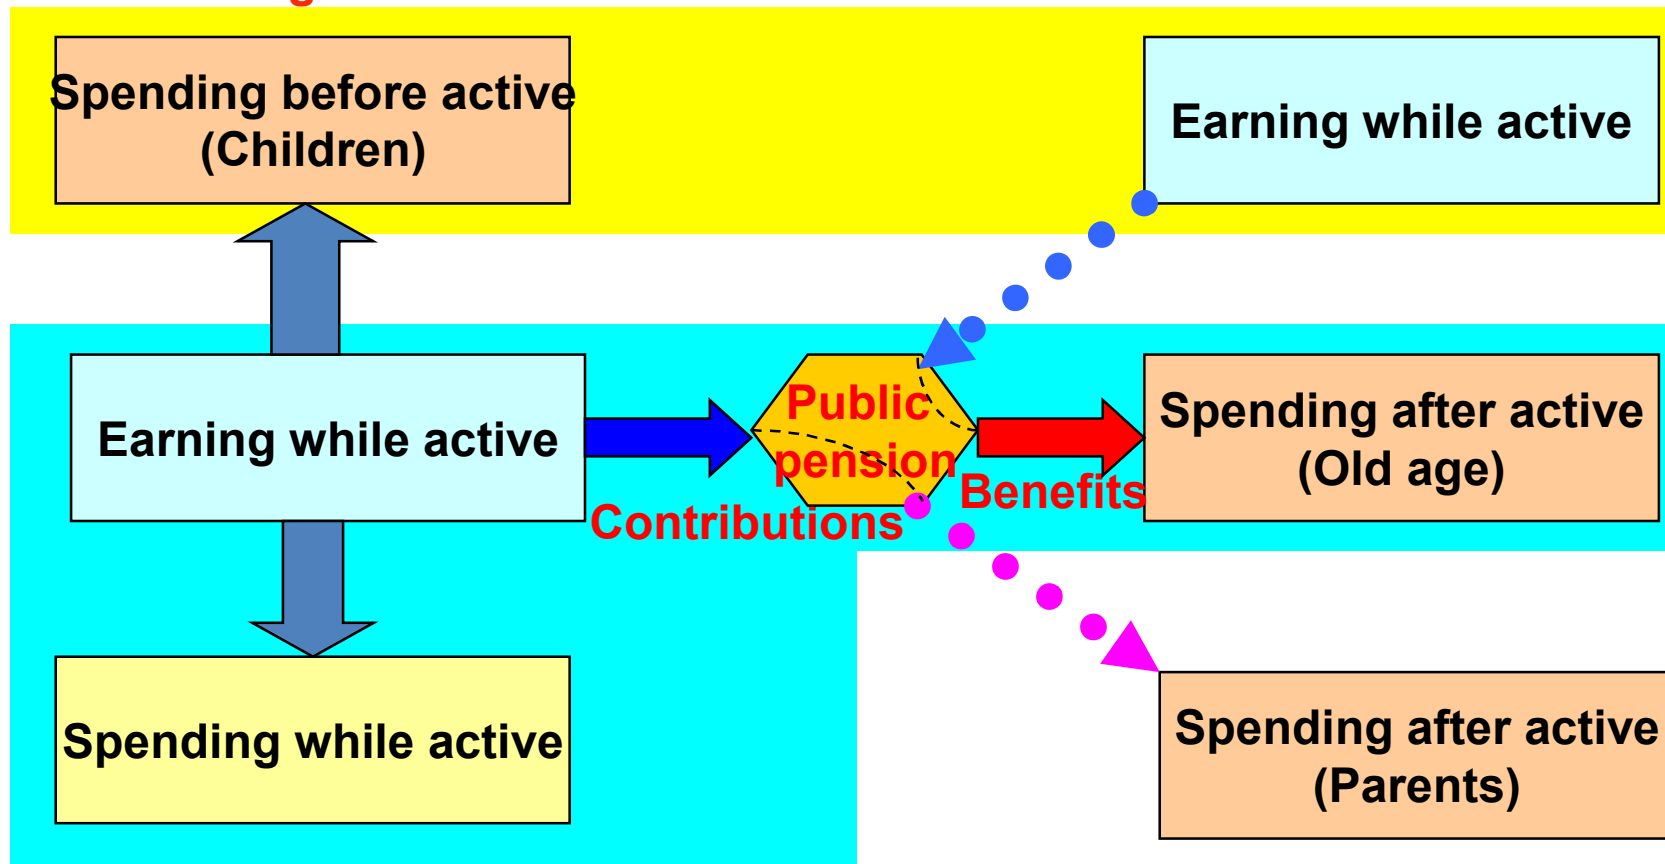 Spending before active
(Children)
Earning while active
Earning while active
Public
pension
Contributions
Benefits
Spending after active
(Old age)
Spending while active
Spending after active
(Parents)